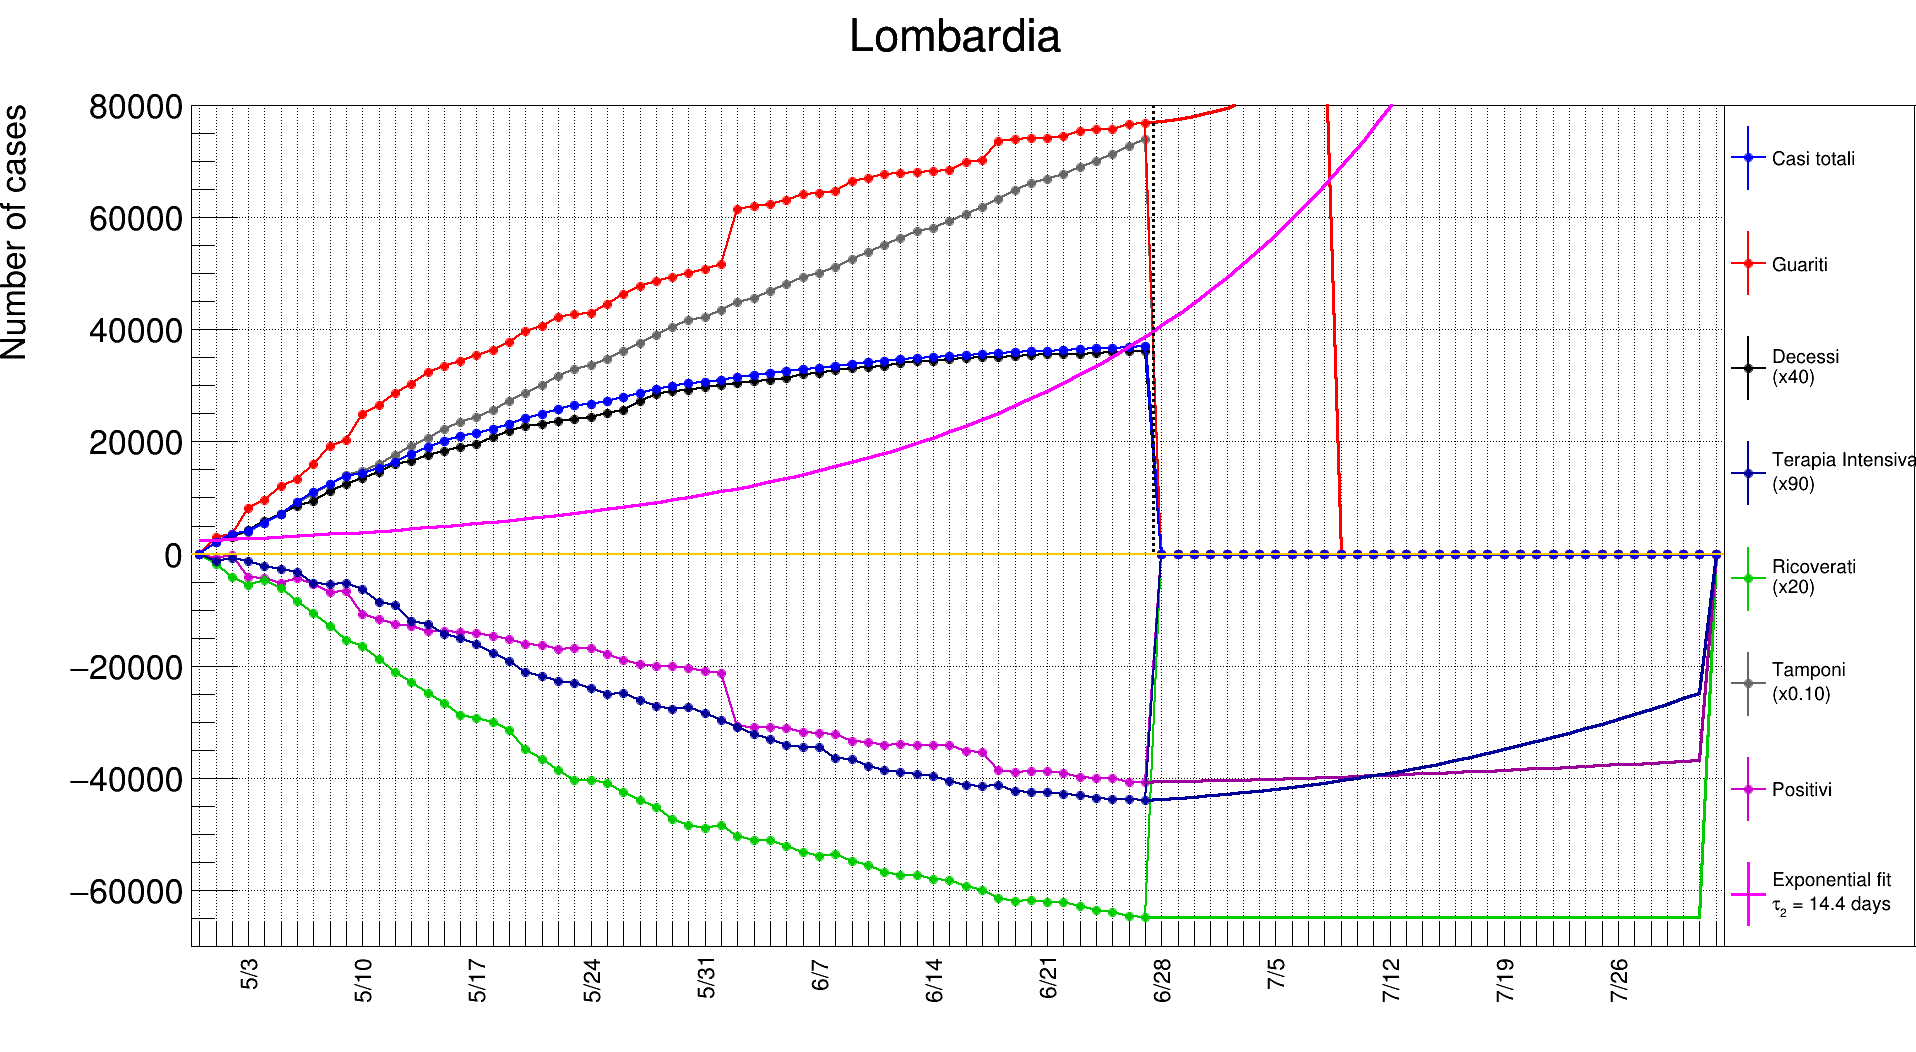 Lombardia
Number of cases
80000
60000
40000
20000
0
−20000
−40000
−60000
5/3
5/10
5/17
5/24
5/31
6/7
6/14
6/21
6/28
7/5
7/12
7/19
7/26
Casi totali
Guariti
Decessi
(x40)
Terapia Intensiva
(x90)
Ricoverati
(x20)
Tamponi
(x0.10)
Positivi
Exponential fit
τ2 = 14.4 days